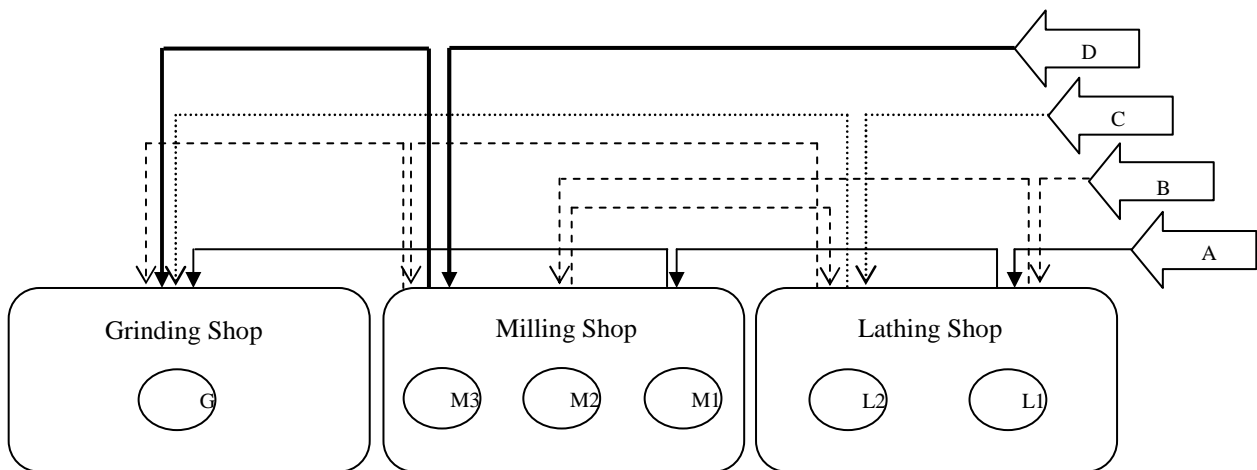 D
C
B
A
Grinding Shop
Milling Shop
Lathing Shop
G
M3
M2
M1
L2
L1